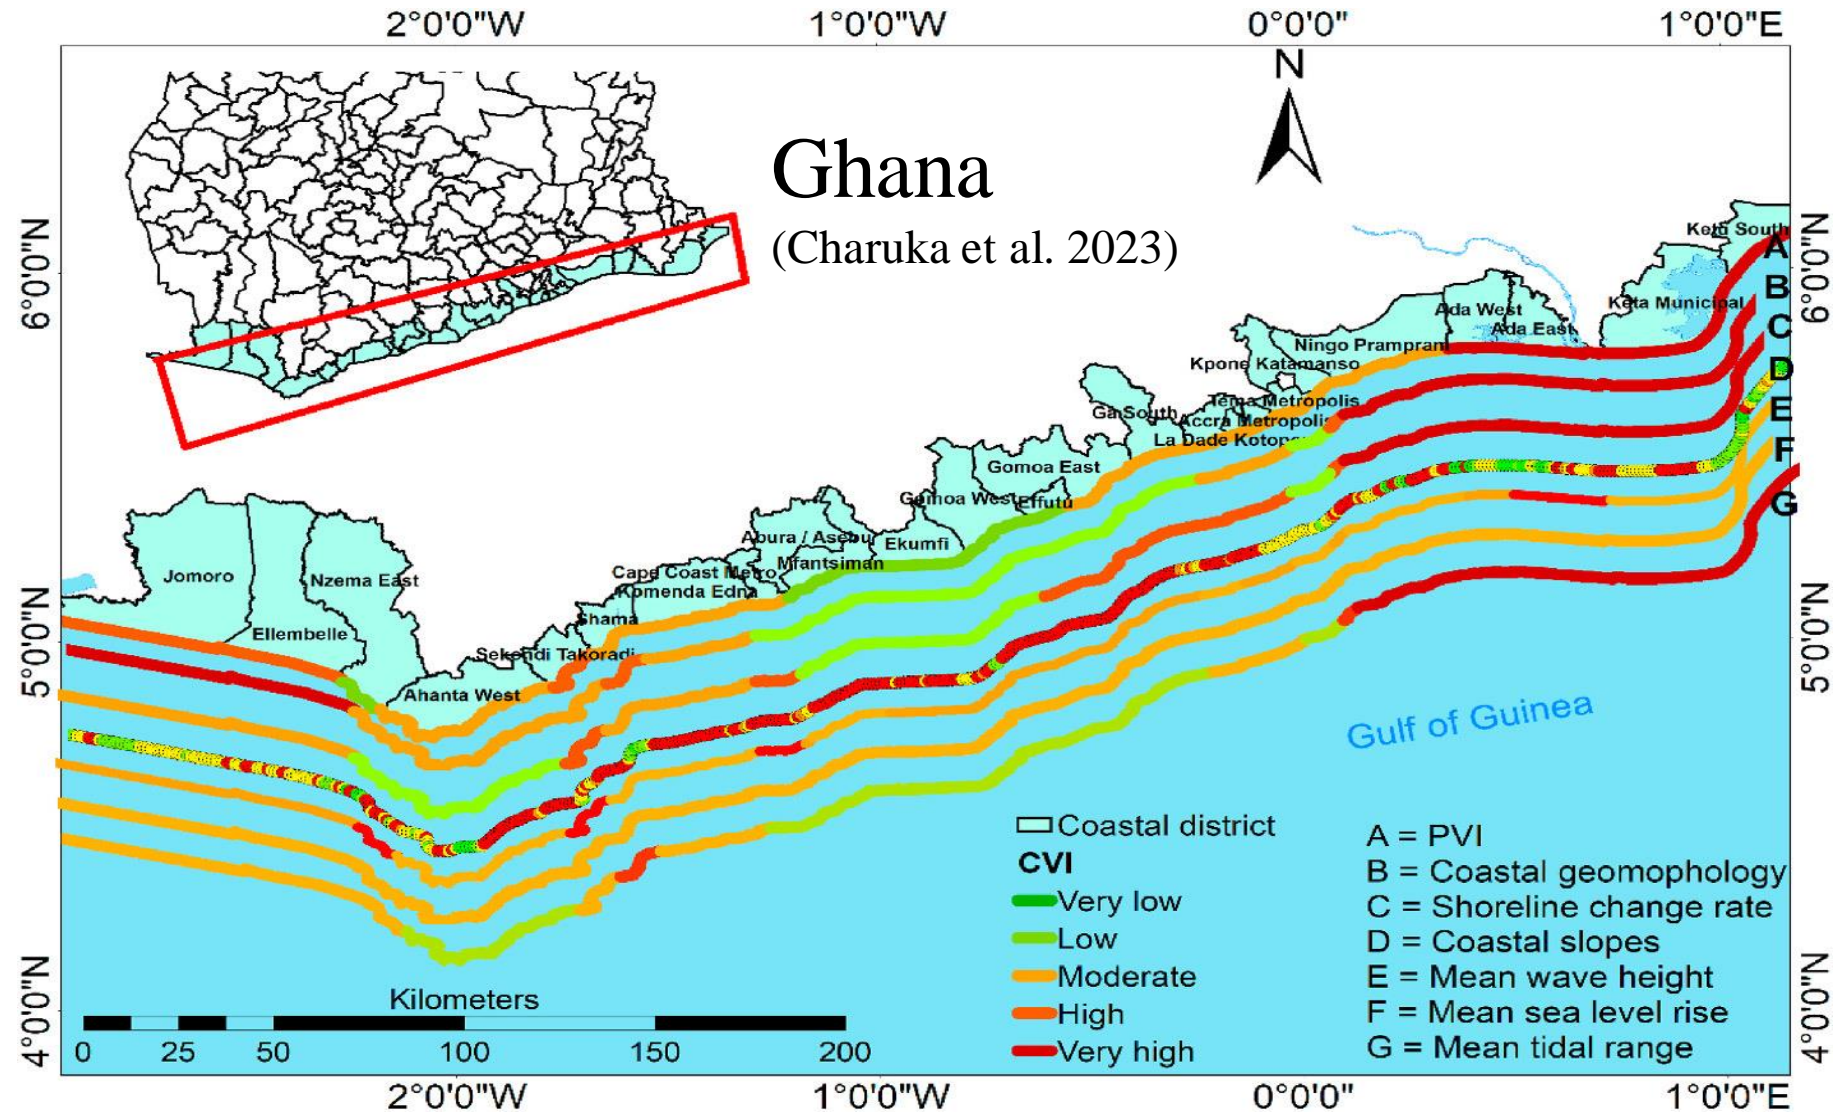 2°0'0"W 1°0'0"W 0°0'0" 1°0'0"E
N
Ghana
(Charuka et al. 2023)
6°0'0"N
6°0'0"N
5°0'0"N
5°0'0"N
4°0'0"N
4°0'0"N
Ketu South
Keta Municipal
Ada West
Ada East
Ningo Prampram
Kpone Katamanso
Tema Metropolis
Ga South
Accra Metropolis
La Dade Kotop
Gomoa East
Gomoa West
Effutu
Ekumfi
Abura / Asebu
Mfantsiman
Cape Coast Metro
Komenda Edna
Shama
Sekondi Takoradi
Ahanta West
Jomoro
Nzema East
Ellembelle
A
B
C
D
E
F
G
Gulf of Guinea
Coastal district
CVI
Very low
Low
Moderate
High
Very high
A = PVI
B = Coastal geomophology
C = Shoreline change rate
D = Coastal slopes
E = Mean wave height
F = Mean sea level rise
G = Mean tidal range
Kilometers
0 25 50 100 150 200
2°0'0"W 1°0'0"W 0°0'0" 1°0'0"E